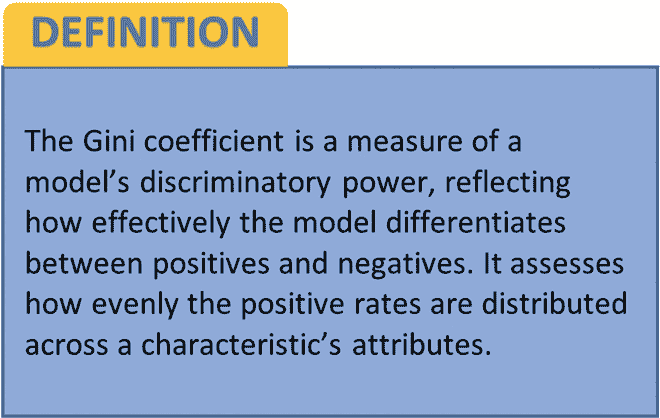 DEFINITION
The Gini coefficient is a measure of a
model’s discriminatory power, reflecting
how effectively the model differentiates
between positives and negatives. It assesses
how evenly the positive rates are distributed
across a characteristic’s attributes.